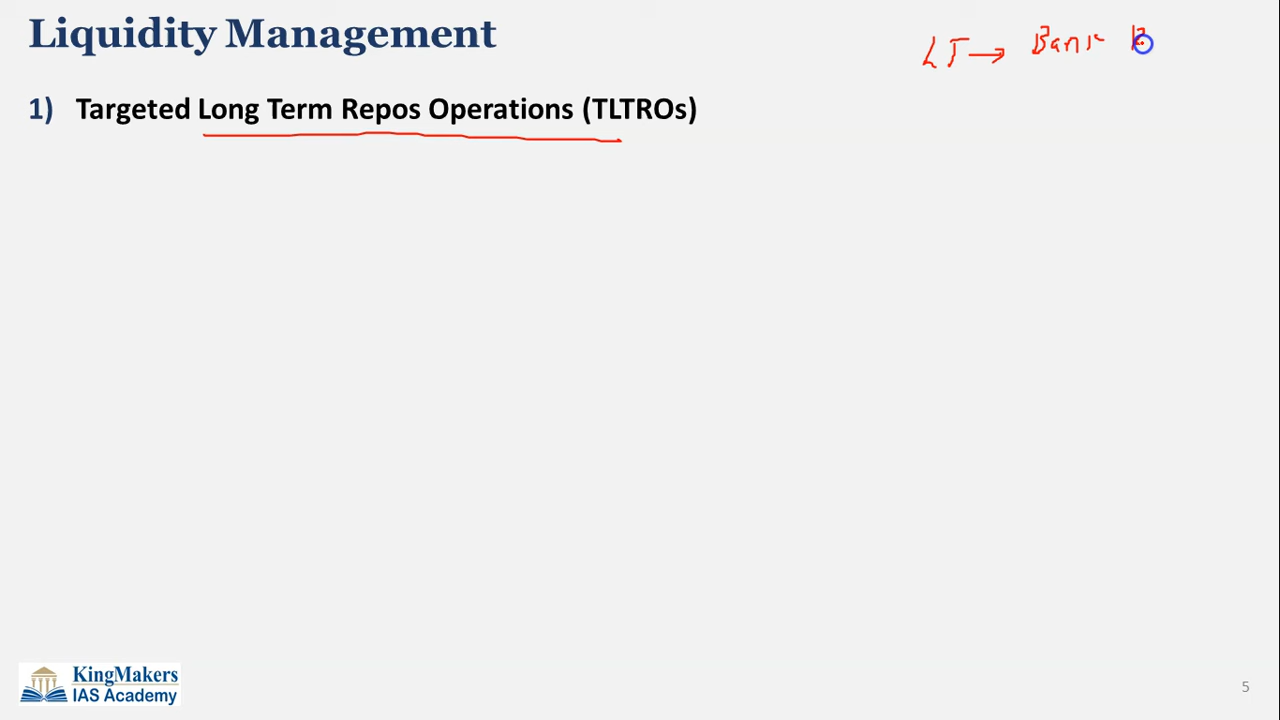 Liquidity Management
LT → Bank
1) Targeted Long Term Repos Operations (TLTROs)
KingMakers
IAS Academy
5